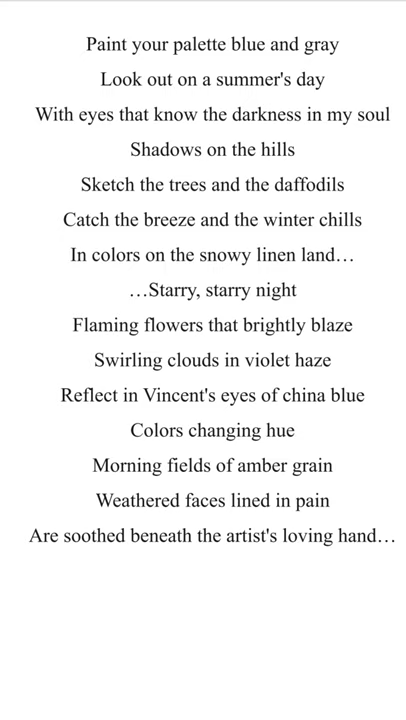 Paint your palette blue and gray
Look out on a summer's day
With eyes that know the darkness in my soul
Shadows on the hills
Sketch the trees and the daffodils
Catch the breeze and the winter chills
In colors on the snowy linen land…
…Starry, starry night
Flaming flowers that brightly blaze
Swirling clouds in violet haze
Reflect in Vincent's eyes of china blue
Colors changing hue
Morning fields of amber grain
Weathered faces lined in pain
Are soothed beneath the artist's loving hand…